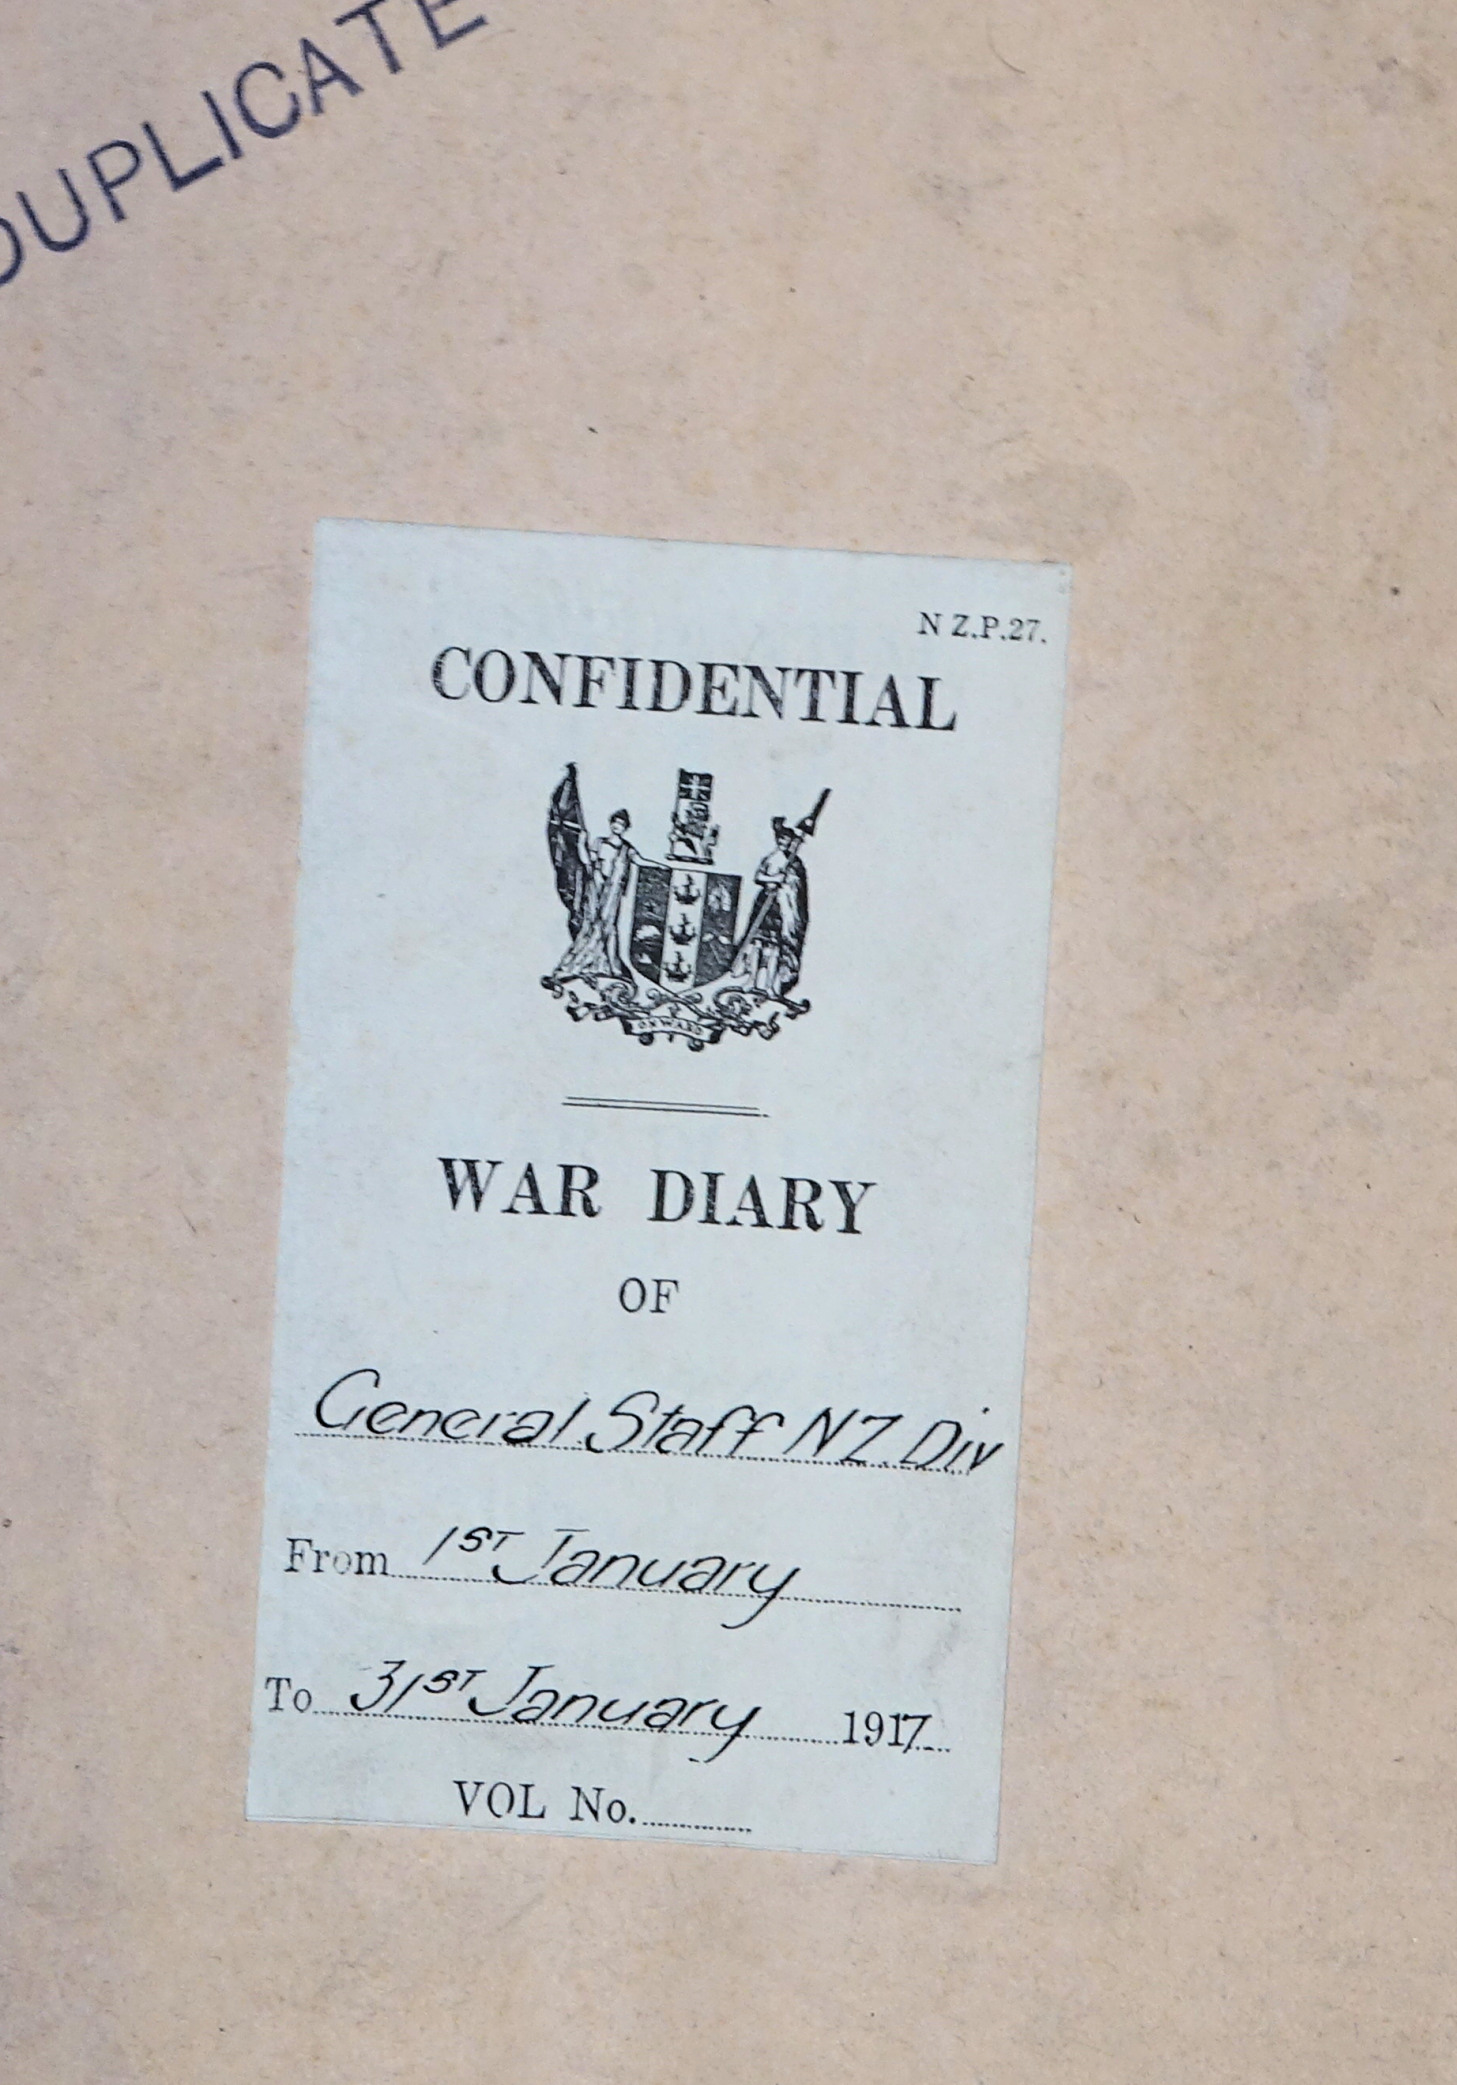 DUPLICATE
N Z.P.27.
CONFIDENTIAL
ONWARD
WAR DIARY
OF
General Staff NZ. Div
From 1ST January
To 31ST January 1917
VOL No.